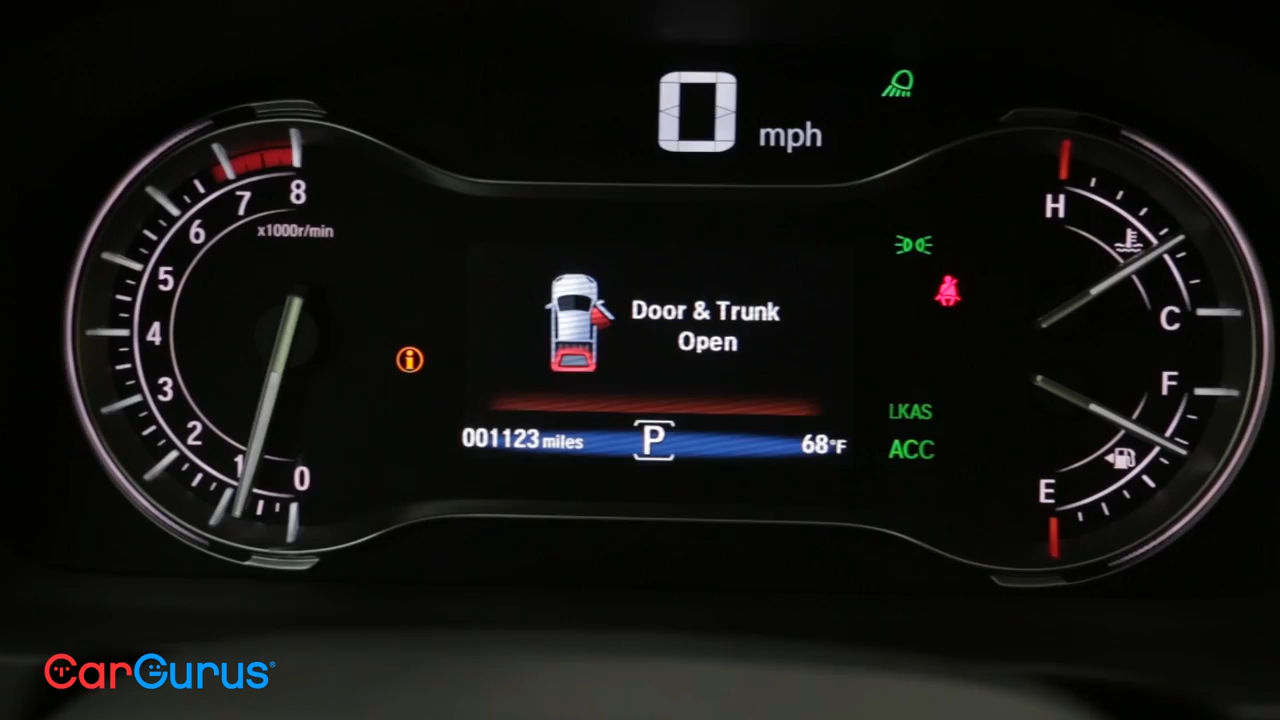 0 mph
8
7
6
x1000r/min
5
4
3
2
1
0
Door & Trunk
Open
001123 miles
P
68°F
LKAS
ACC
H
C
F
E
CarGurus®